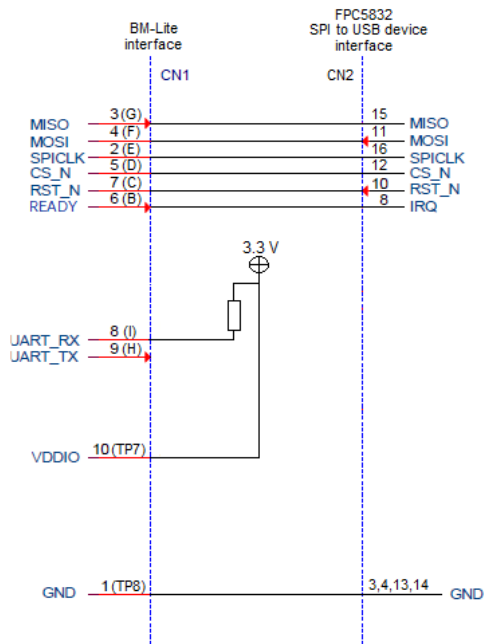 BM-Lite
interface
FPC5832
SPI to USB device
interface
CN1
CN2
MISO 3(G) 15 MISO
MOSI 4(F) 11 MOSI
SPICLK 2(E) 16 SPICLK
CS_N 5(D) 12 CS_N
RST_N 7(C) 10 RST_N
READY 6(B) 8 IRQ
3.3 V
UART_RX 8(I)
UART_TX 9(H)
VDDIO 10(TP7)
GND 1(TP8) 3,4,13,14 GND